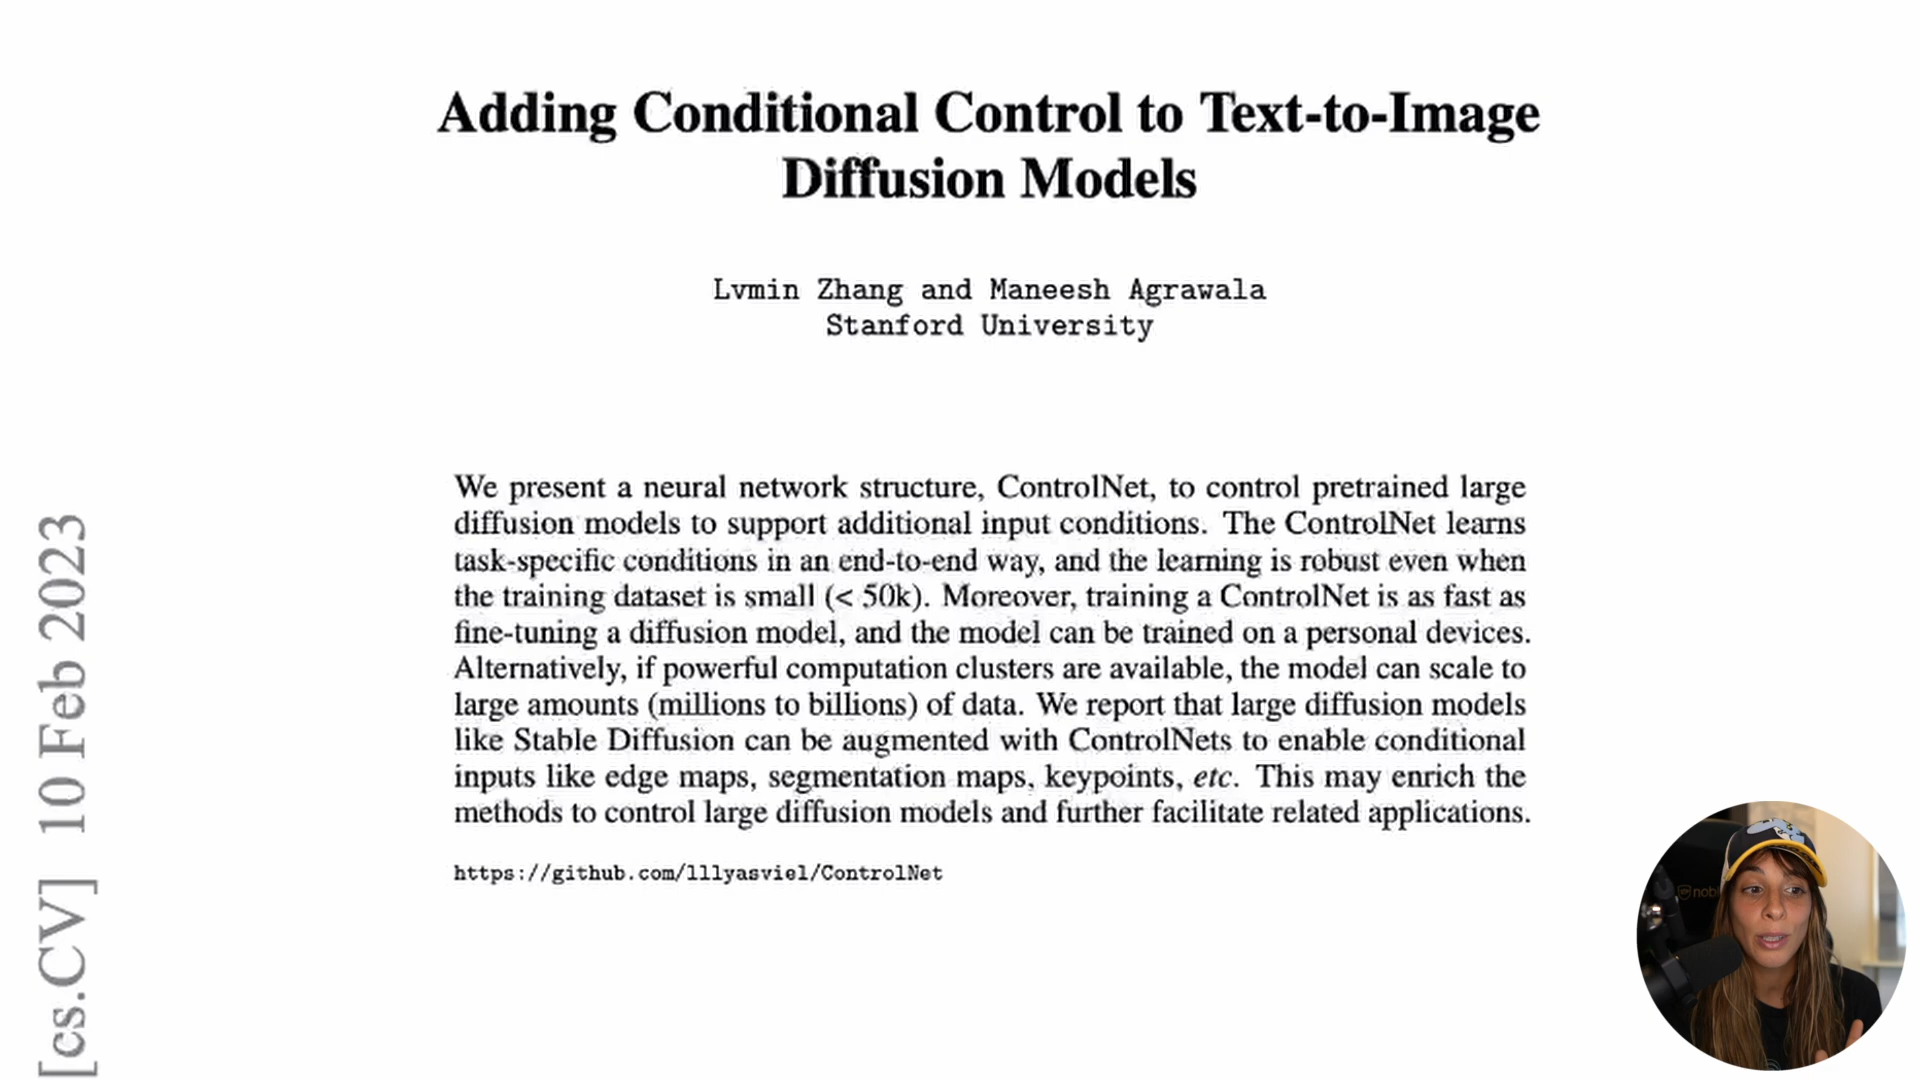 Adding Conditional Control to Text-to-Image
Diffusion Models
Lvmin Zhang and Maneesh Agrawala
Stanford University
We present a neural network structure, ControlNet, to control pretrained large
diffusion models to support additional input conditions. The ControlNet learns
task-specific conditions in an end-to-end way, and the learning is robust even when
the training dataset is small (< 50k). Moreover, training a ControlNet is as fast as
fine-tuning a diffusion model, and the model can be trained on a personal devices.
Alternatively, if powerful computation clusters are available, the model can scale to
large amounts (millions to billions) of data. We report that large diffusion models
like Stable Diffusion can be augmented with ControlNets to enable conditional
inputs like edge maps, segmentation maps, keypoints, etc. This may enrich the
methods to control large diffusion models and further facilitate related applications.
https://github.com/lllyasviel/ControlNet
[cs.CV] 10 Feb 2023